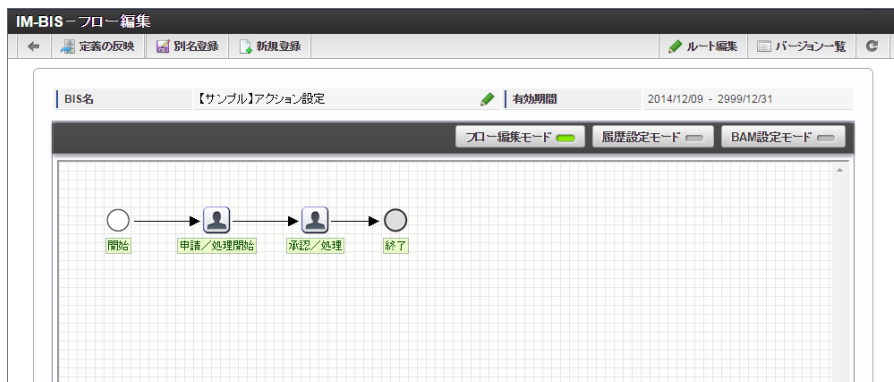 IM-BIS－フロー編集
定義の反映 別名登録 新規登録 ルート編集 バージョン一覧
BIS名 【サンプル】アクション設定 有効期間 2014/12/09 - 2999/12/31
フロー編集モード 履歴設定モード BAM設定モード
開始 申請／処理開始 承認／処理 終了